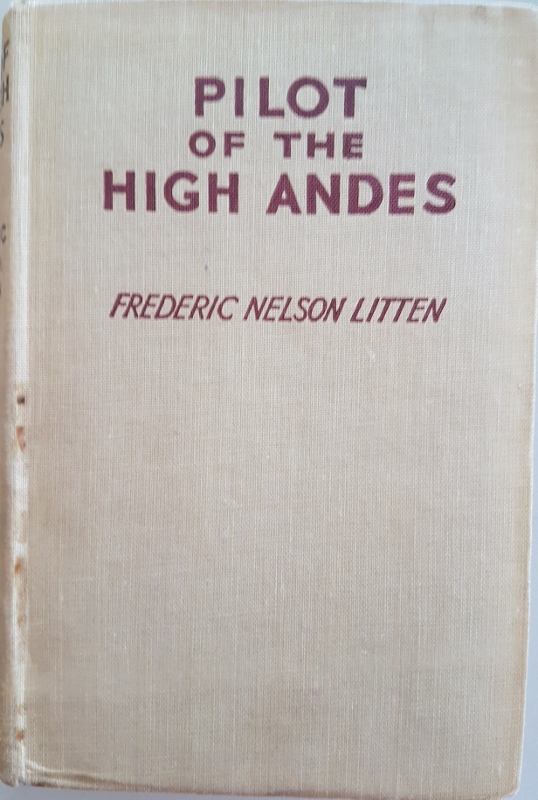 PILOT
OF THE
HIGH ANDES
FREDERIC NELSON LITTEN